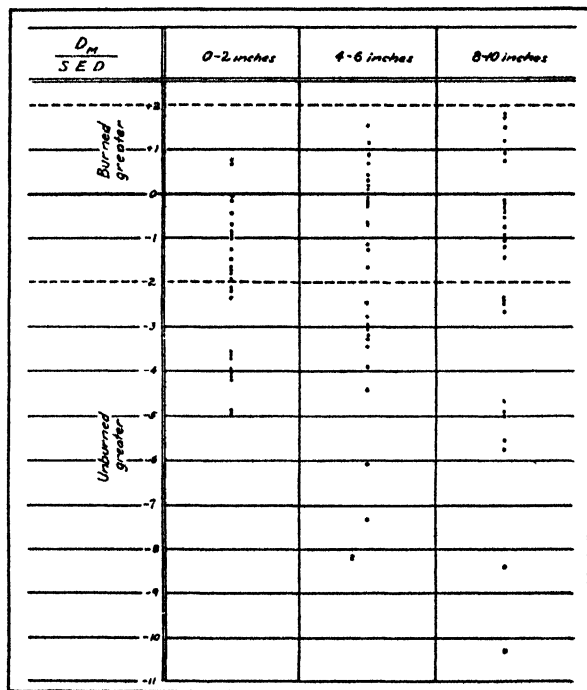 D_M
SED
0-2 inches
4-6 inches
8-10 inches
Burned greater
Unburned greater
+2
+1
0
-1
-2
-3
-4
-5
-6
-7
-8
-9
-10
-11